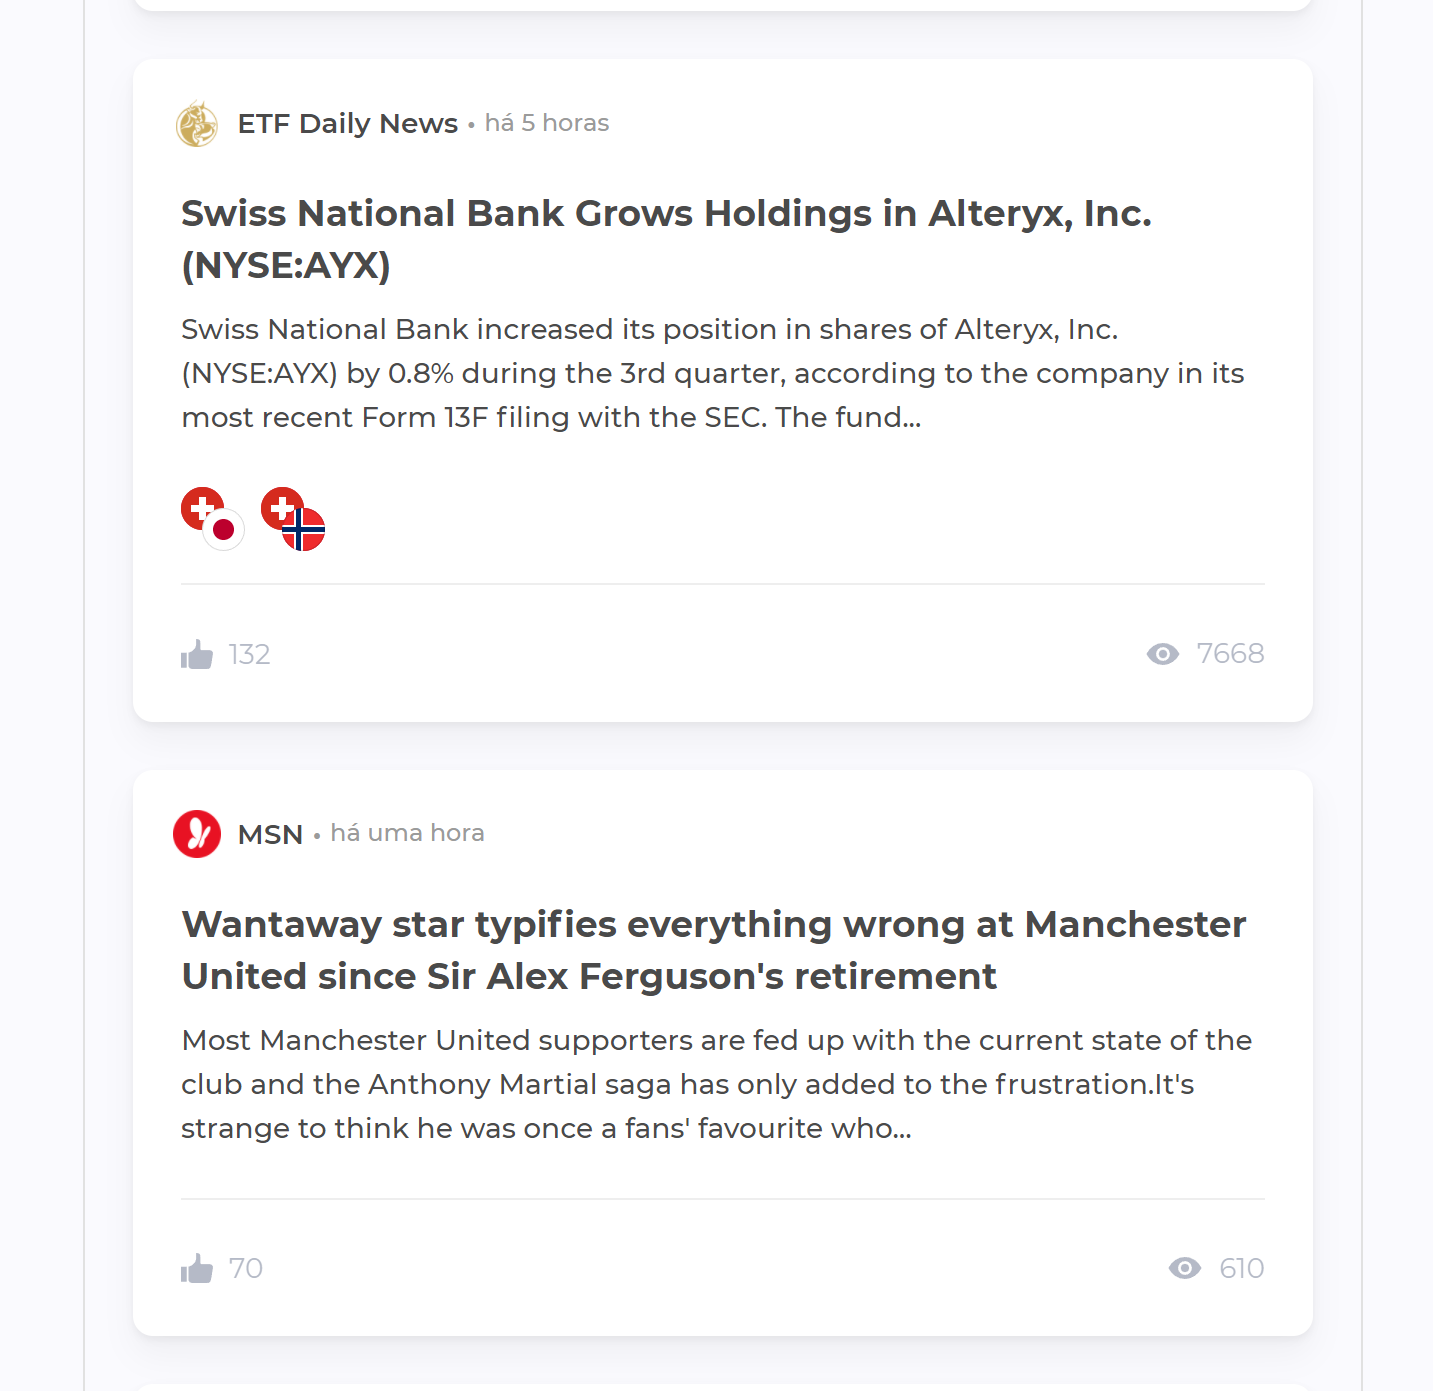 ETF Daily News • há 5 horas
Swiss National Bank Grows Holdings in Alteryx, Inc.
(NYSE:AYX)
Swiss National Bank increased its position in shares of Alteryx, Inc.
(NYSE:AYX) by 0.8% during the 3rd quarter, according to the company in its
most recent Form 13F filing with the SEC. The fund...
132
7668
MSN • há uma hora
Wantaway star typifies everything wrong at Manchester
United since Sir Alex Ferguson's retirement
Most Manchester United supporters are fed up with the current state of the
club and the Anthony Martial saga has only added to the frustration.It's
strange to think he was once a fans' favourite who...
70
610